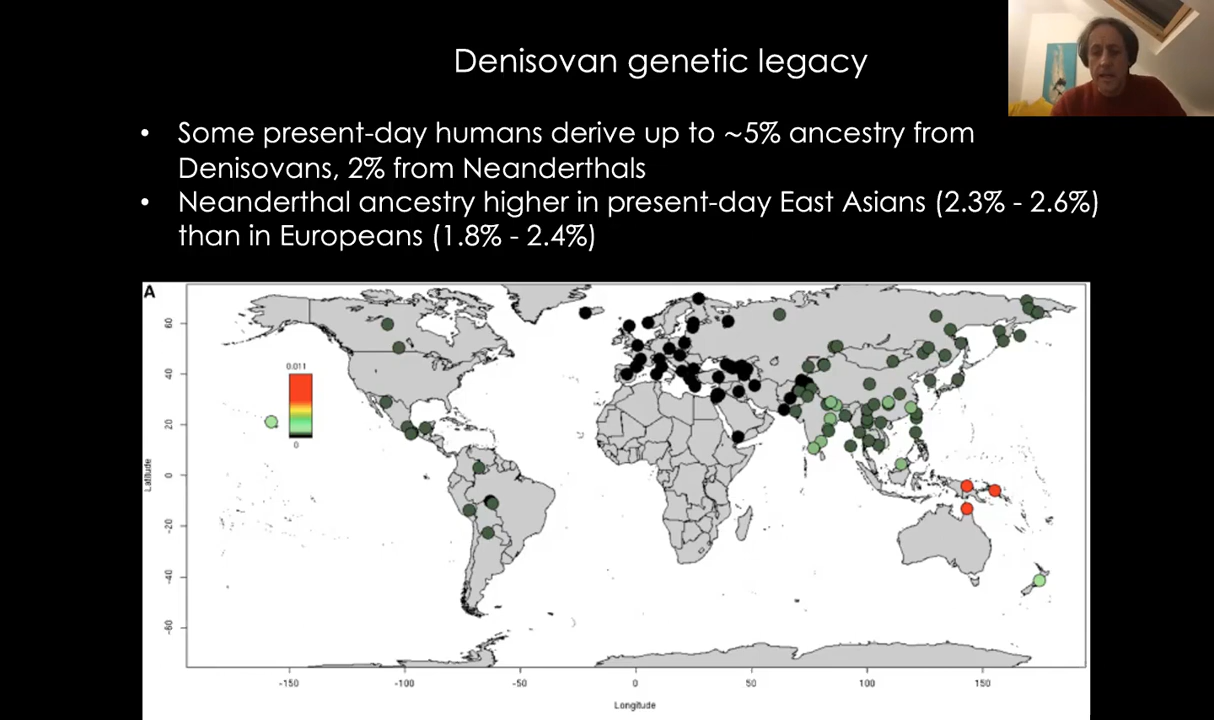 Denisovan genetic legacy
• Some present-day humans derive up to ~5% ancestry from
Denisovans, 2% from Neanderthals
• Neanderthal ancestry higher in present-day East Asians (2.3% - 2.6%)
than in Europeans (1.8% - 2.4%)
A
0.011
0
Latitude
60
40
20
0
-20
-40
-60
-150 -100 -50 0 50 100 150
Longitude